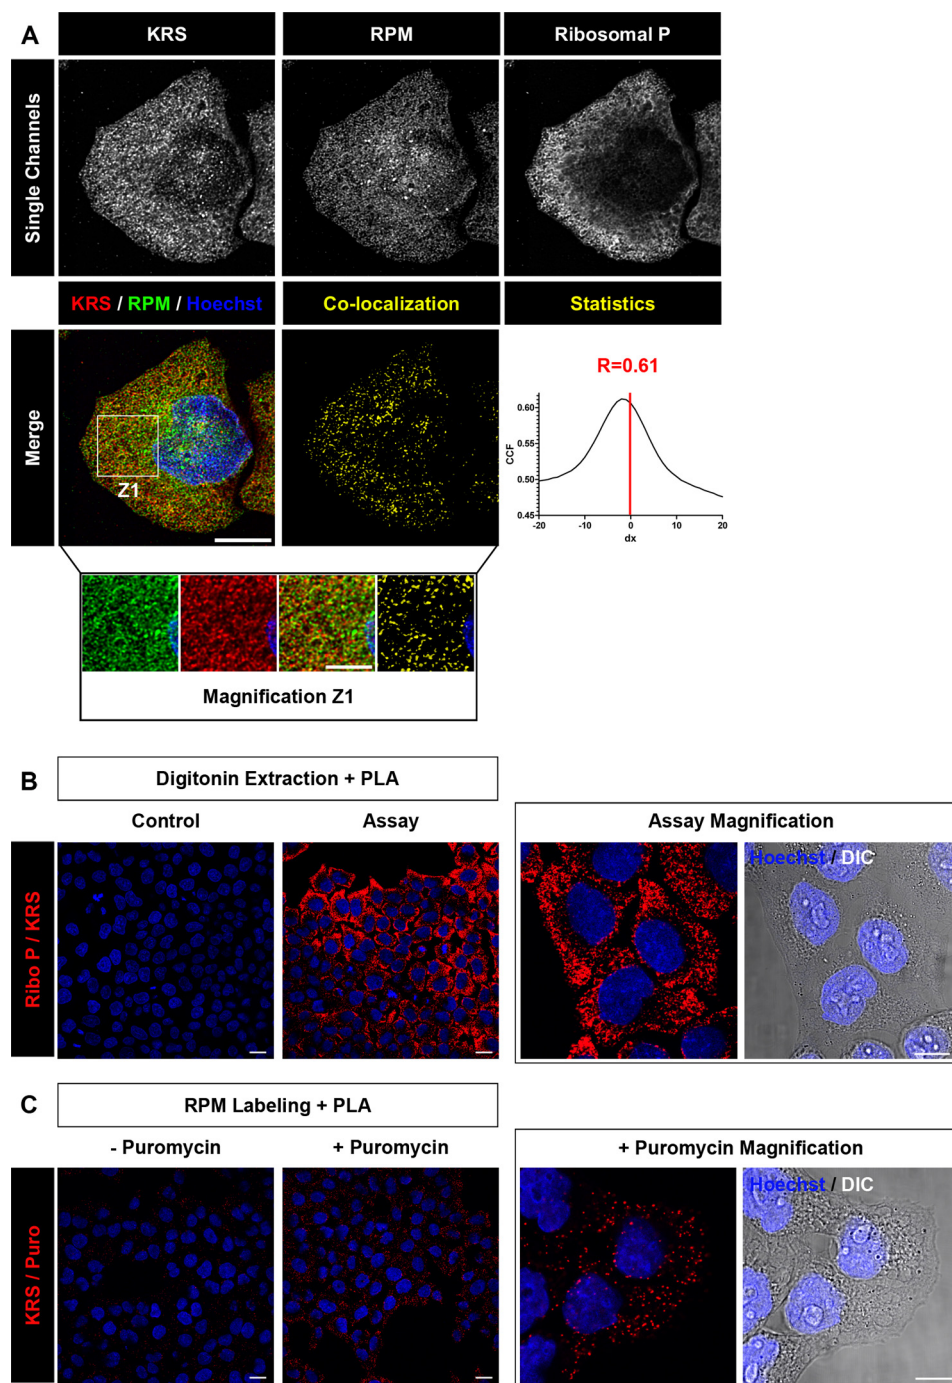 A
KRS
RPM
Ribosomal P
Single Channels
KRS / RPM / Hoechst
Co-localization
Statistics
Merge
Z1
R=0.61
CCF
0.60
0.55
0.50
0.45
-20
-10
0
10
20
dx
Magnification Z1
B
Digitonin Extraction + PLA
Control
Assay
Assay Magnification
Ribo P / KRS
Hoechst / DIC
C
RPM Labeling + PLA
- Puromycin
+ Puromycin
+ Puromycin Magnification
KRS / Puro
Hoechst / DIC